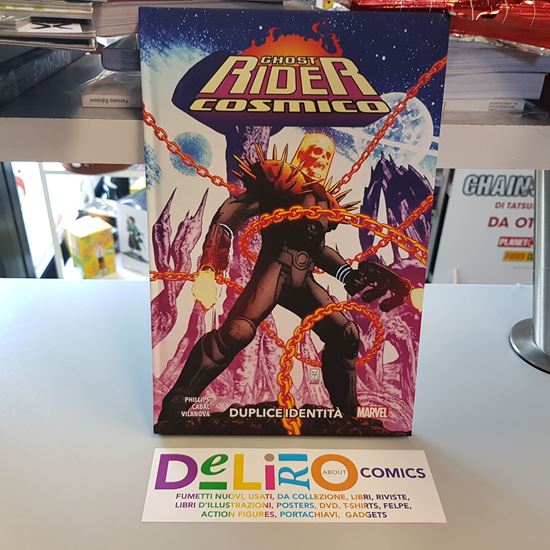 GHOST
RIDER
COSMICO
CHAIN
DI TATSU
DA OT
PLANET
PHILLIPS
CABAL
VILANOVA
DUPLICE IDENTITÀ
MARVEL
DeLiRiO ABOUT COMICS
FUMETTI NUOVI, USATI, DA COLLEZIONE, LIBRI, RIVISTE,
LIBRI D'ILLUSTRAZIONI, POSTERS, DVD, T-SHIRTS, FELPE,
ACTION FIGURES, PORTACHIAVI, GADGETS